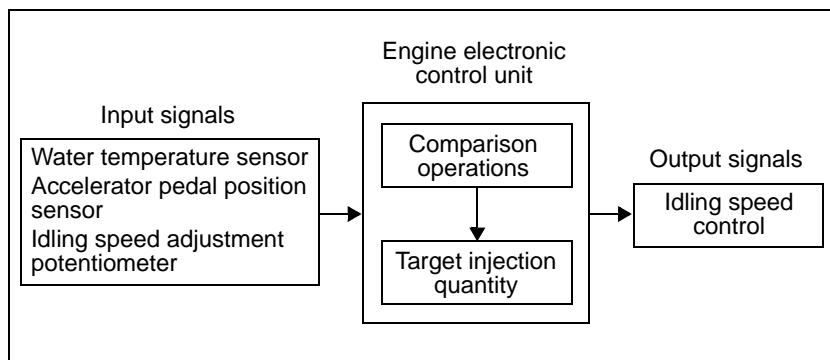 Engine electronic
control unit
Input signals
Water temperature sensor
Accelerator pedal position
sensor
Idling speed adjustment
potentiometer
Comparison
operations
Target injection
quantity
Output signals
Idling speed
control